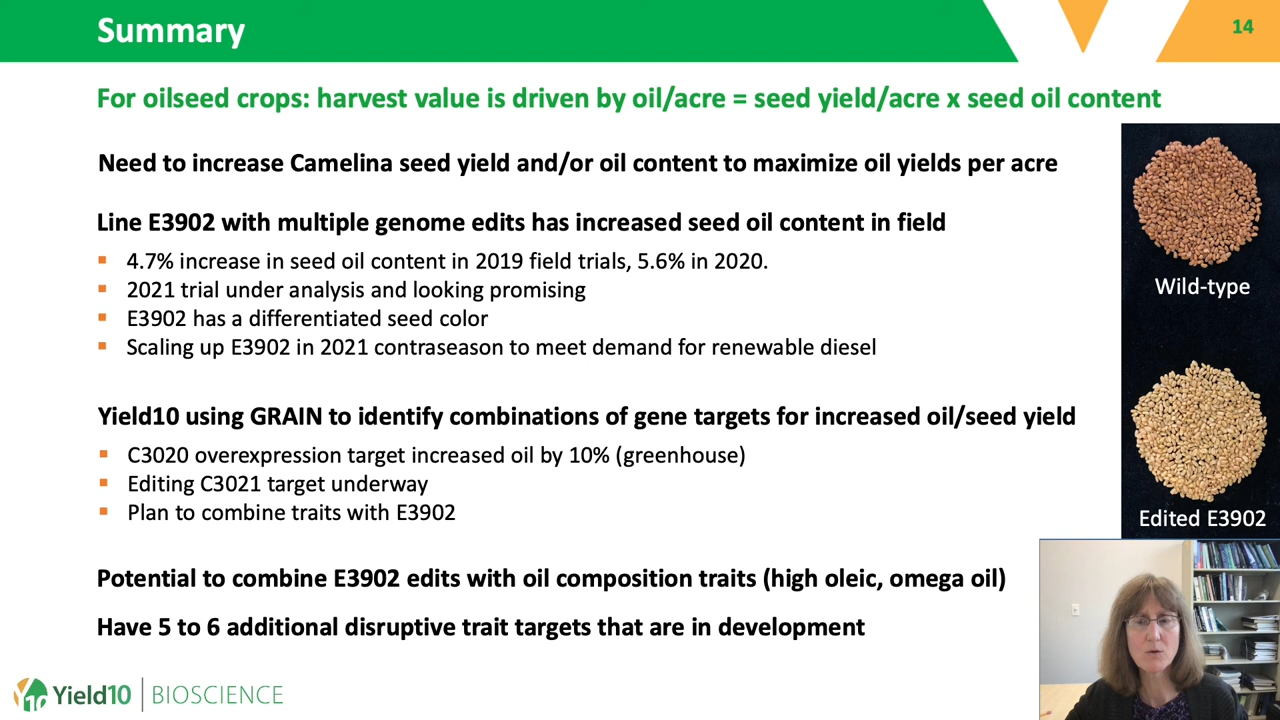 Summary
14
For oilseed crops: harvest value is driven by oil/acre = seed yield/acre x seed oil content
Need to increase Camelina seed yield and/or oil content to maximize oil yields per acre
Line E3902 with multiple genome edits has increased seed oil content in field
4.7% increase in seed oil content in 2019 field trials, 5.6% in 2020.
2021 trial under analysis and looking promising
E3902 has a differentiated seed color
Scaling up E3902 in 2021 contraseason to meet demand for renewable diesel
Wild-type
Yield10 using GRAIN to identify combinations of gene targets for increased oil/seed yield
C3020 overexpression target increased oil by 10% (greenhouse)
Editing C3021 target underway
Plan to combine traits with E3902
Edited E3902
Potential to combine E3902 edits with oil composition traits (high oleic, omega oil)
Have 5 to 6 additional disruptive trait targets that are in development
Yield10 BIOSCIENCE